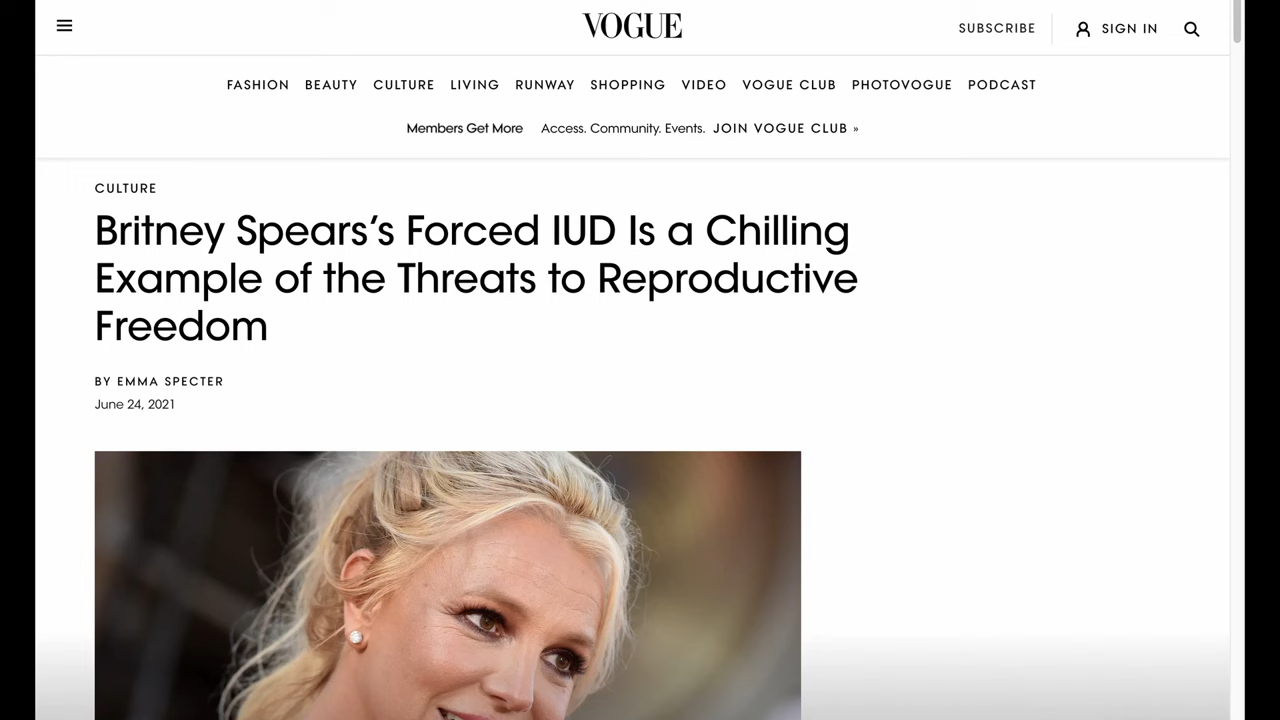 VOGUE
SUBSCRIBE
SIGN IN
FASHION BEAUTY CULTURE LIVING RUNWAY SHOPPING VIDEO VOGUE CLUB PHOTOVOGUE PODCAST
Members Get More Access. Community. Events. JOIN VOGUE CLUB »
CULTURE
Britney Spears’s Forced IUD Is a Chilling
Example of the Threats to Reproductive
Freedom
BY EMMA SPECTER
June 24, 2021